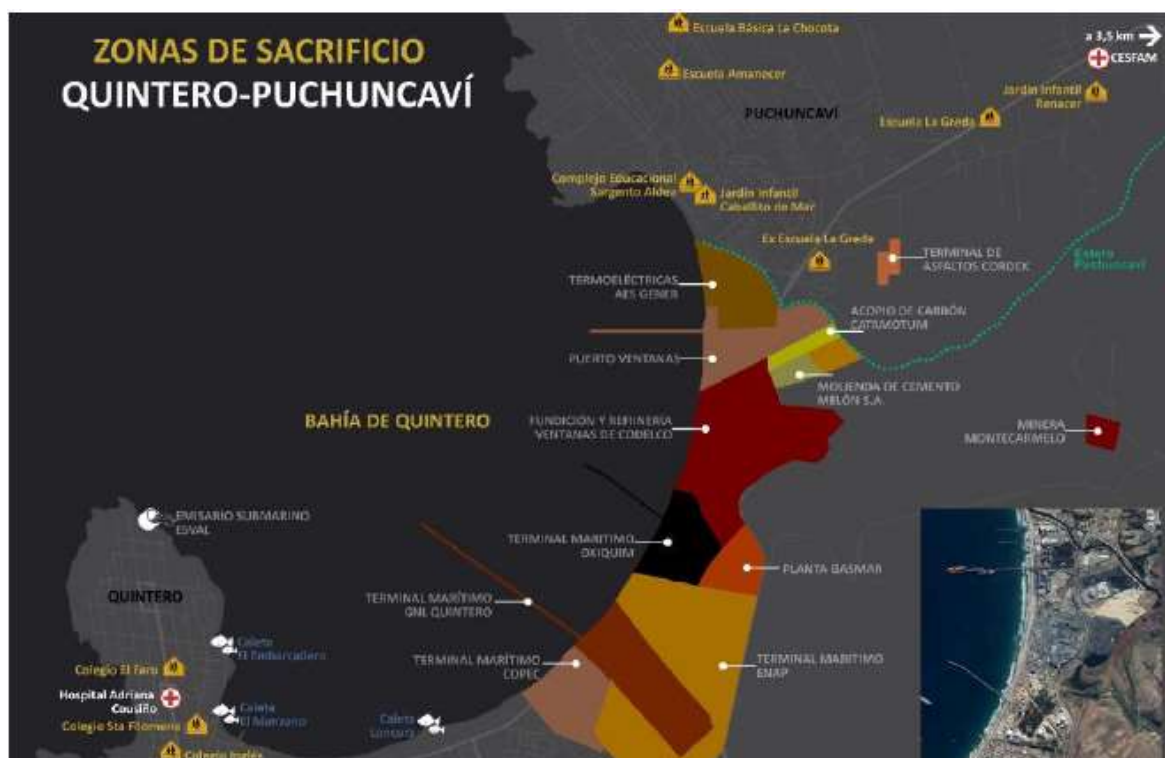 ZONAS DE SACRIFICIO
QUINTERO-PUCHUNCAVÍ
Escuela Básica La Chocota
Escuela Amanecer
PUCHUNCAVÍ
a 3,5 km
CESFAM
Jardín Infantil
Renacer
Escuela La Greda
Complejo Educacional
Sargento Aldea
Jardín Infantil
Caballito de Mar
Ex Escuela La Greda
TERMINAL DE
ASFALTOS CORDEX
Estero
Puchuncaví
TERMOELÉCTRICAS
AES GENER
ACOPIO DE CARBÓN
CATAMOTUM
PUERTO VENTANAS
MOLIENDA DE CEMENTO
MELÓN S.A.
BAHÍA DE QUINTERO
FUNDICIÓN Y REFIINERÍA
VENTANAS DE CODELCO
MINERA
MONTECARMELO
EMISARIO SUBMARINO
ESVAL
TERMINAL MARITIMO
OXIQUIM
PLANTA GASMAR
QUINTERO
TERMINAL MARÍTIMO
GNL QUINTERO
Caleta
El Embarcadero
Colegio El Faro
TERMINAL MARÍTIMO
COPEC
TERMINAL MARITIMO
ENAP
Hospital Adriana
Cousiño
Caleta
El Manzano
Colegio Sta Filomena
Caleta
Loncura
Colegio Inglés